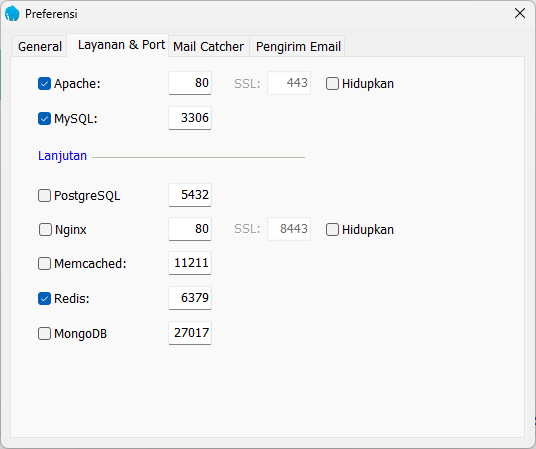 Preferensi
General Layanan & Port Mail Catcher Pengirim Email
Apache: 80 SSL: 443 Hidupkan
MySQL: 3306
Lanjutan
PostgreSQL 5432
Nginx 80 SSL: 8443 Hidupkan
Memcached: 11211
Redis: 6379
MongoDB 27017